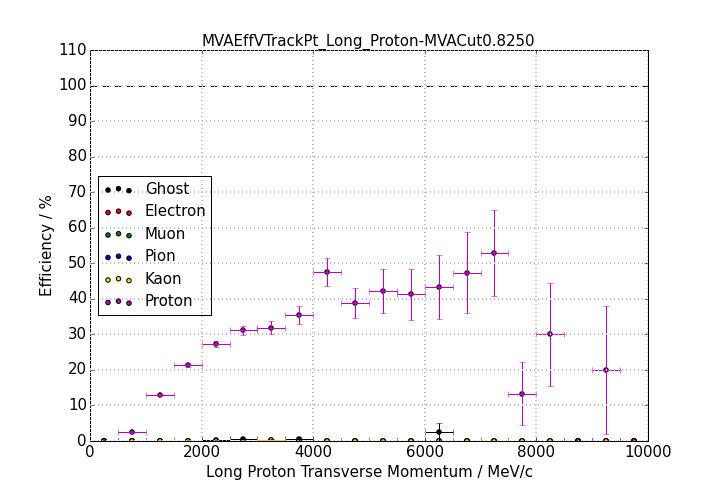 MVAEffVTrackPt_Long_Proton-MVACut0.8250
110
100
90
80
70
60
50
40
30
20
10
0
Efficiency / %
Ghost
Electron
Muon
Pion
Kaon
Proton
0 2000 4000 6000 8000 10000
Long Proton Transverse Momentum / MeV/c